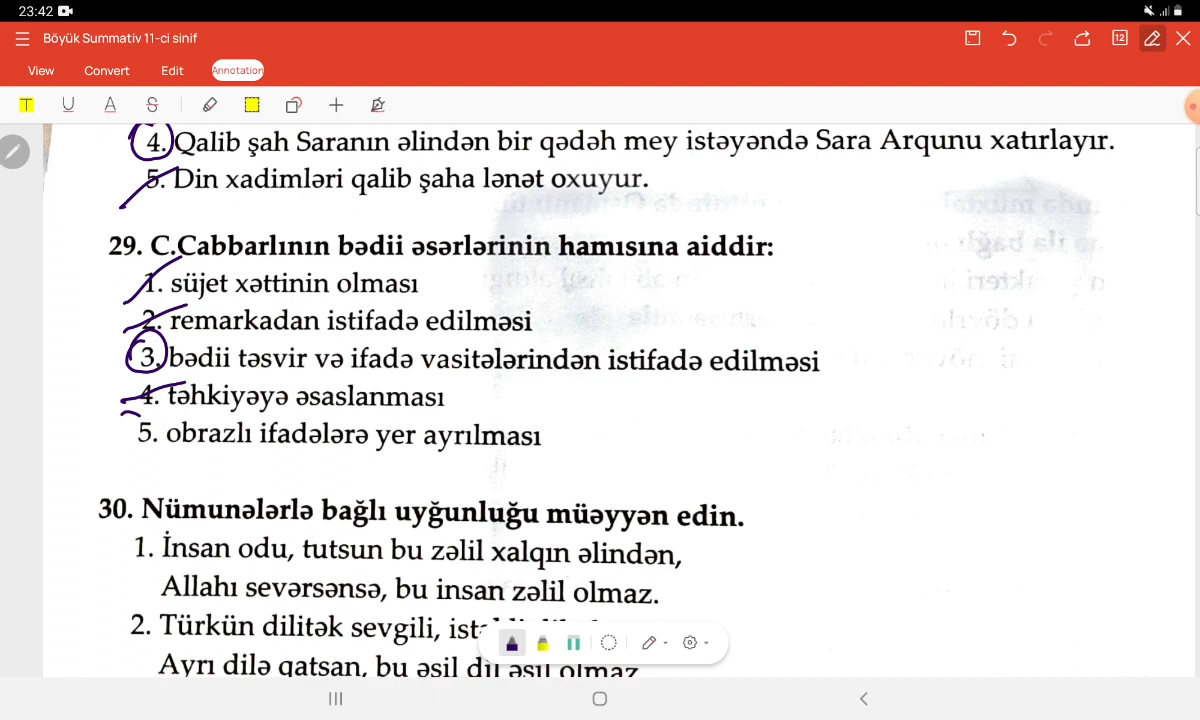 23:42
Böyük Summativ 11-ci sinif
12
View Convert Edit Annotation
T U A S
4. Qalib şah Saranın əlindən bir qədəh mey istəyəndə Sara Arqunu xatırlayır.
5. Din xadimləri qalib şaha lənət oxuyur.
29. C.Cabbarlının bədii əsərlərinin hamısına aiddir:
1. süjet xəttinin olması
2. remarkadan istifadə edilməsi
3. bədii təsvir və ifadə vasitələrindən istifadə edilməsi
4. təhkiyəyə əsaslanması
5. obrazlı ifadələrə yer ayrılması
30. Nümunələrlə bağlı uyğunluğu müəyyən edin.
1. İnsan odu, tutsun bu zəlil xalqın əlindən,
Allahı sevərsənsə, bu insan zəlil olmaz.
2. Türkün dilitək sevgili,
Ayrı dilə qatsan, bu əsil dil əsil olmaz